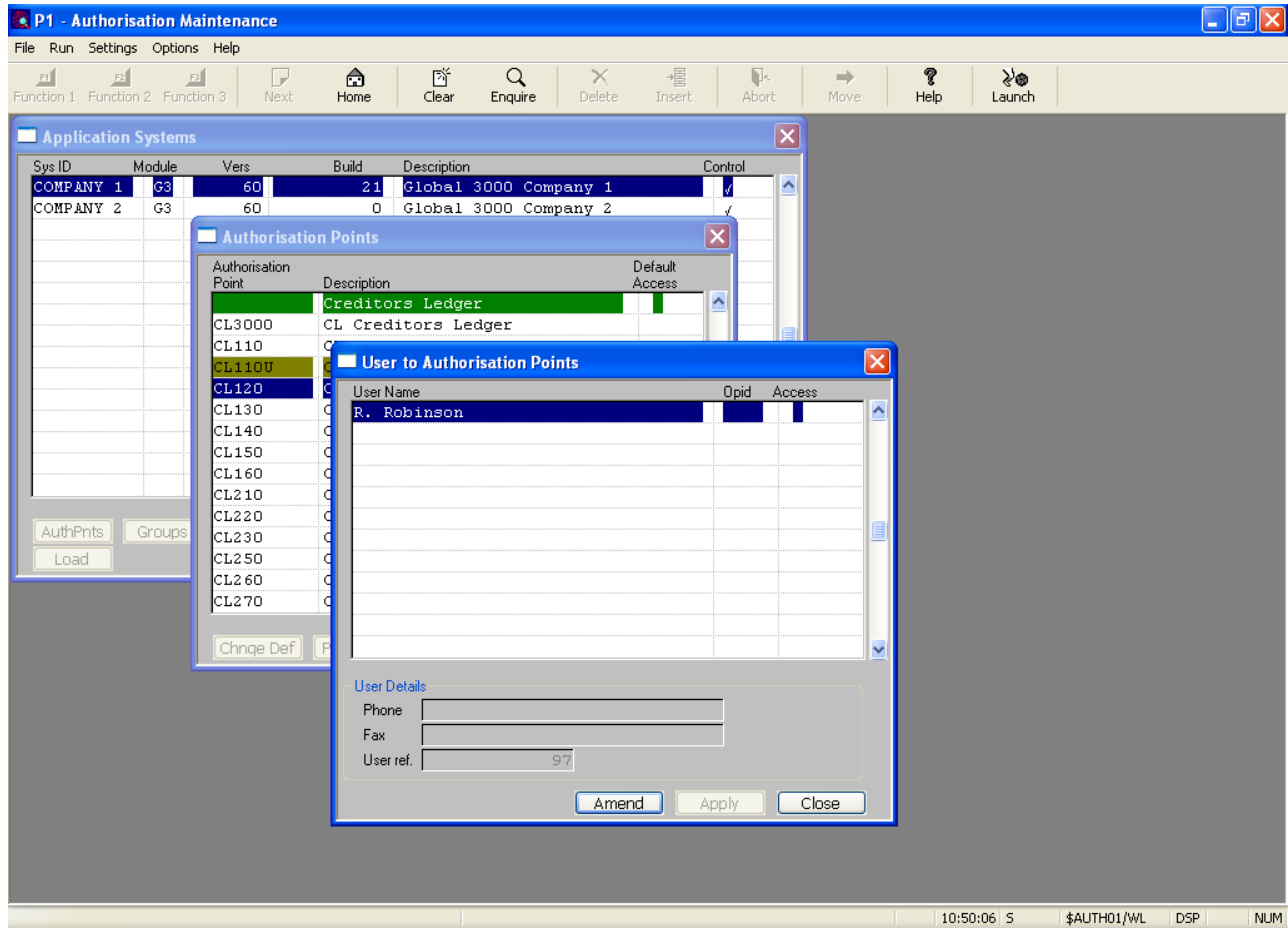 P1 - Authorisation Maintenance
File Run Settings Options Help
F1 F2 F3
Function 1 Function 2 Function 3 Next Home Clear Enquire Delete Insert Abort Move Help Launch
Application Systems
Sys ID Module Vers Build Description Control
COMPANY 1 G3 60 21 Global 3000 Company 1 √
COMPANY 2 G3 60 0 Global 3000 Company 2 √
AuthPnts Groups
Load
Authorisation Points
Authorisation Point Description Default Access
Creditors Ledger
CL3000 CL Creditors Ledger
CL110
CL110U
CL120
CL130
CL140
CL150
CL160
CL210
CL220
CL230
CL250
CL260
CL270
Chnge Def P
User to Authorisation Points
User Name Opid Access
R. Robinson
User Details
Phone
Fax
User ref. 97
Amend Apply Close
10:50:06 S $AUTH01/WL DSP NUM